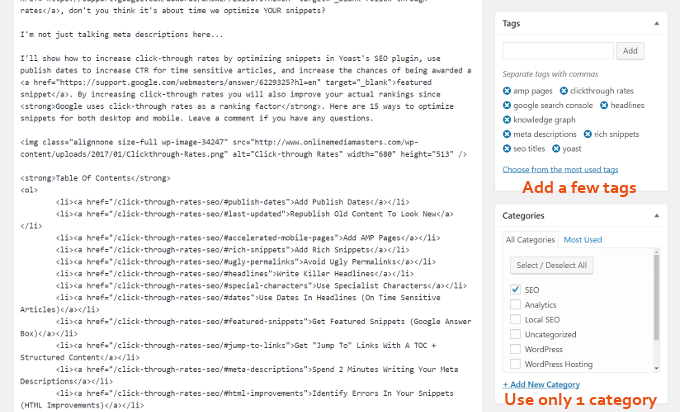 rates</a>, don't you think it's about time we optimize YOUR snippets?
I'm not just talking meta descriptions here...
I'll show how to increase click-through rates by optimizing snippets in Yoast's SEO plugin, use
publish dates to increase CTR for time sensitive articles, and increase the chances of being awarded a
<a href="https://support.google.com/webmasters/answer/6229325?hl=en" target="_blank">featured
snippet</a>. By increasing click-through rates you will also improve your actual rankings since
<strong>Google uses click-through rates as a ranking factor</strong>. Here are 15 ways to optimize
snippets for both desktop and mobile. Leave a comment if you have any questions.
<img class="alignnone size-full wp-image-34247" src="http://www.onlinemediamasters.com/wp-
content/uploads/2017/01/Clickthrough-Rates.png" alt="Click-through Rates" width="680" height="513" />
<strong>Table Of Contents</strong>
<ol>
<li><a href="/click-through-rates-seo/#publish-dates">Add Publish Dates</a></li>
<li><a href="/click-through-rates-seo/#last-updated">Republish Old Content To Look New</a>
</li>
<li><a href="/click-through-rates-seo/#accelerated-mobile-pages">Add AMP Pages</a></li>
<li><a href="/click-through-rates-seo/#rich-snippets">Add Rich Snippets</a></li>
<li><a href="/click-through-rates-seo/#ugly-permalinks">Avoid Ugly Permalinks</a></li>
<li><a href="/click-through-rates-seo/#headlines">Write Killer Headlines</a></li>
<li><a href="/click-through-rates-seo/#special-characters">Use Specialist Characters</a></li>
<li><a href="/click-through-rates-seo/#dates">Use Dates In Headlines (On Time Sensitive
Articles)</a></li>
<li><a href="/click-through-rates-seo/#featured-snippets">Get Featured Snippets (Google Answer
Box)</a></li>
<li><a href="/click-through-rates-seo/#jump-to-links">Get "Jump To" Links With A TOC +
Structured Content</a></li>
<li><a href="/click-through-rates-seo/#meta-descriptions">Spend 2 Minutes Writing Your Meta
Descriptions</a></li>
<li><a href="/click-through-rates-seo/#html-improvements">Identify Errors In Your Snippets
(HTML Improvements)</a></li>
Tags
Add
Separate tags with commas
amp pages clickthrough rates
google search console headlines
knowledge graph
meta descriptions rich snippets
seo titles yoast
Choose from the most used tags
Add a few tags
Categories
All Categories Most Used
Select / Deselect All
SEO
Analytics
Local SEO
Uncategorized
WordPress
WordPress Hosting
+ Add New Category
Use only 1 category